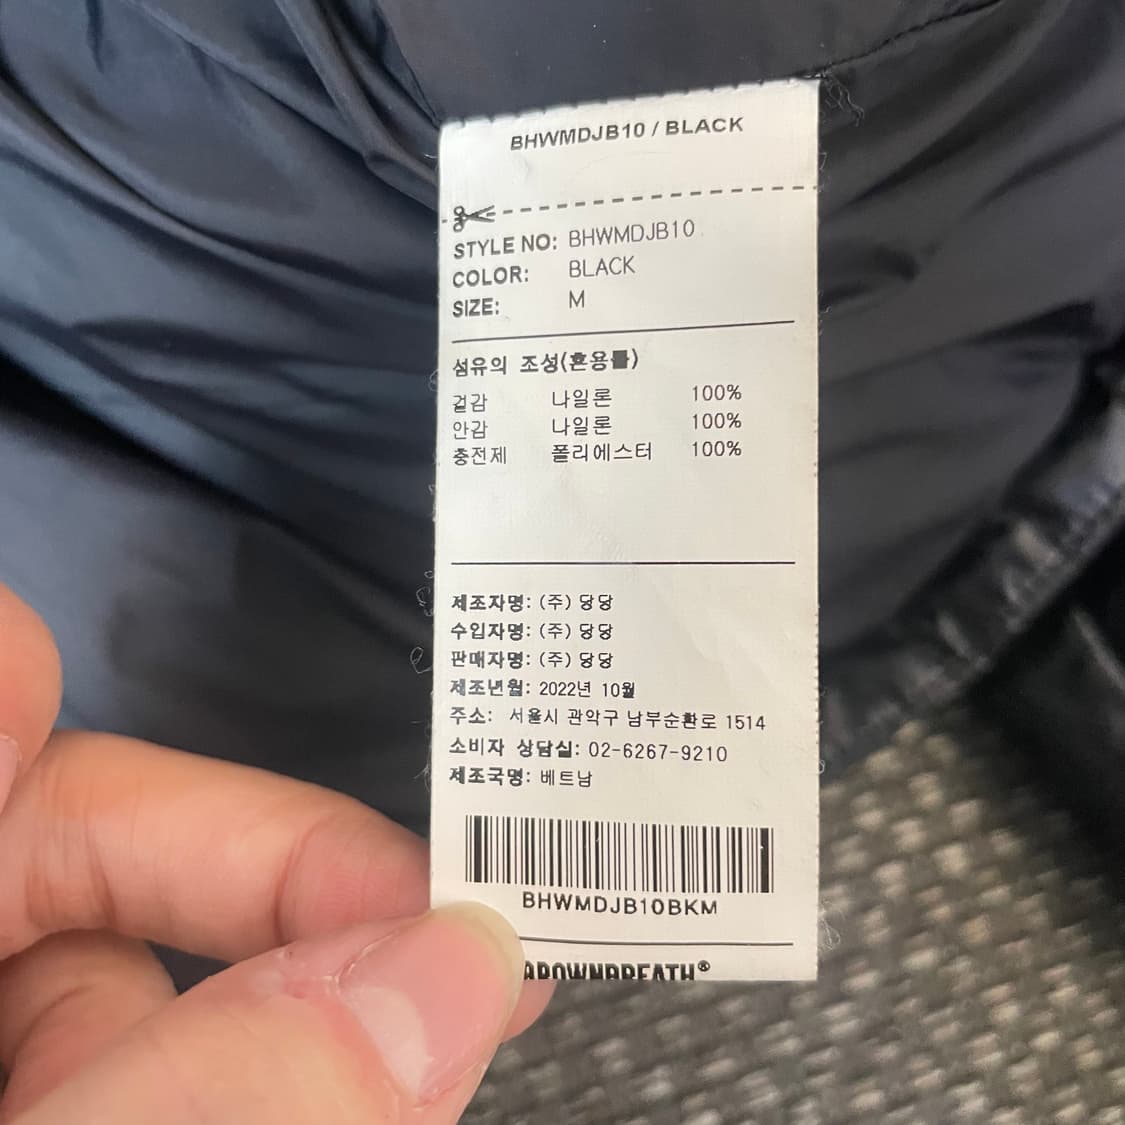 BHWMDJB10 / BLACK
STYLE NO: BHWMDJB10
COLOR: BLACK
SIZE: M
섬유의 조성(혼용률)
겉감 나일론 100%
안감 나일론 100%
충전제 폴리에스터 100%
제조자명: (주) 당당
수입자명: (주) 당당
판매자명: (주) 당당
제조년월: 2022년 10월
주소: 서울시 관악구 남부순환로 1514
소비자 상담실: 02-6267-9210
제조국명: 베트남
BHWMDJB10BKM